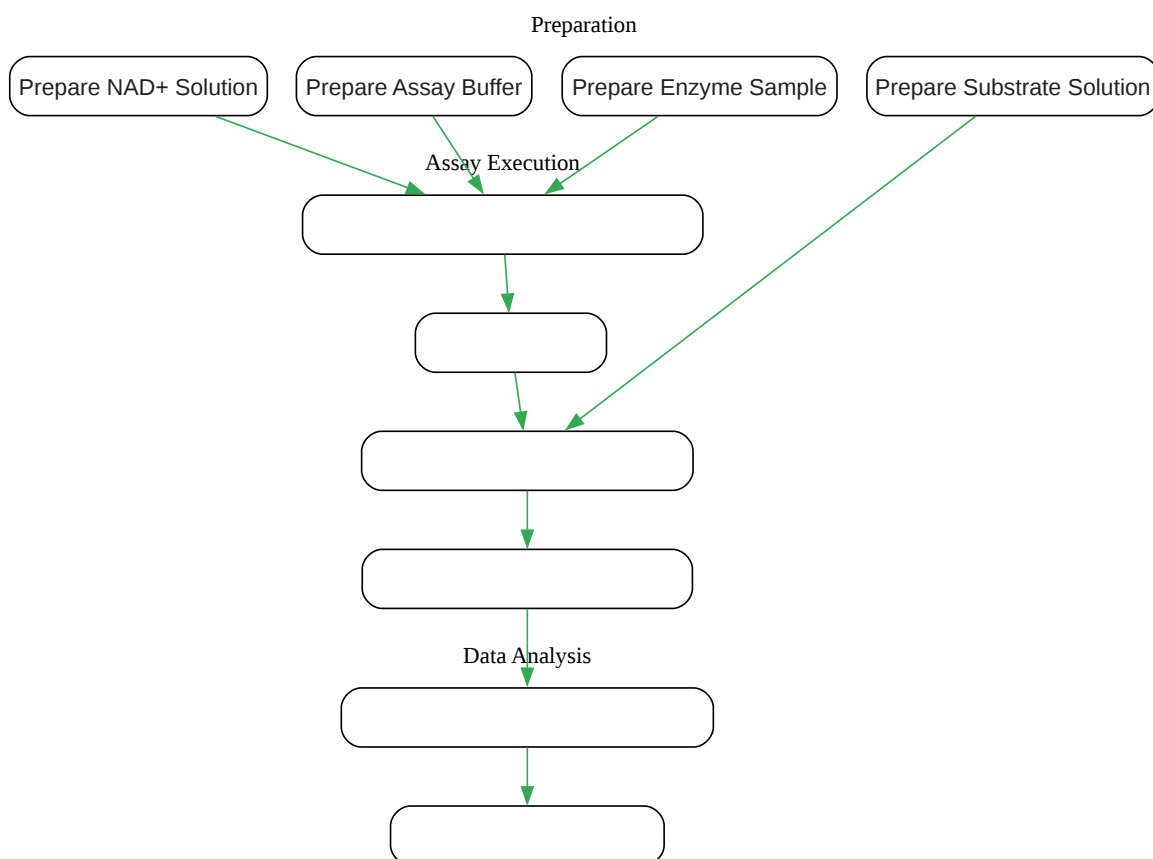 Preparation
Prepare NAD+ Solution
Prepare Assay Buffer
Prepare Enzyme Sample
Prepare Substrate Solution
Assay Execution
Data Analysis